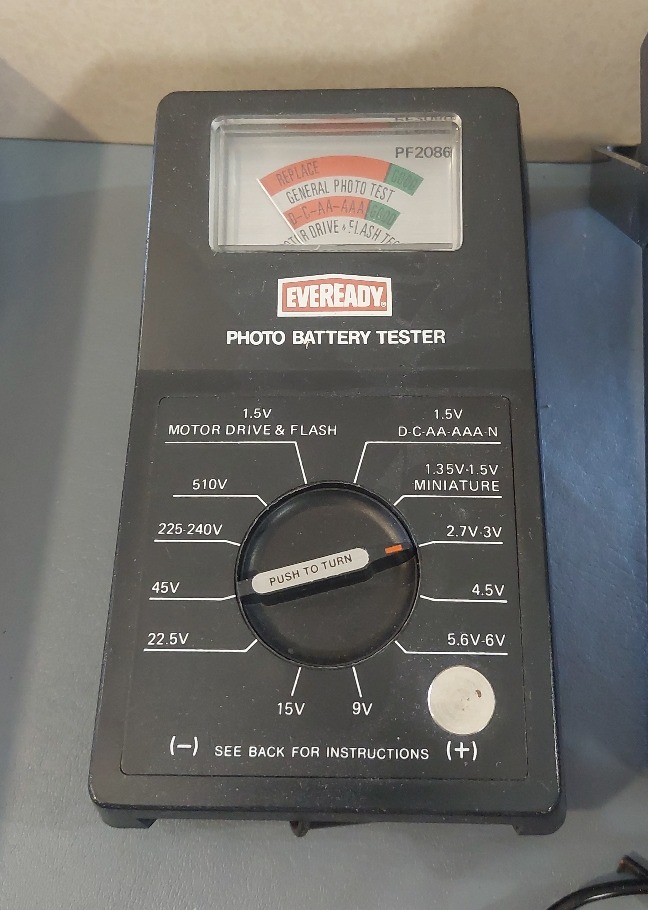 PF2086
REPLACE GOOD
GENERAL PHOTO TEST
D-C-AA-AAA GOOD
DRIVE & FLASH
EVEREADY
PHOTO BATTERY TESTER
1.5V
MOTOR DRIVE & FLASH
1.5V
D-C-AA-AAA-N
510V
1.35V-1.5V
MINIATURE
225-240V
2.7V-3V
PUSH TO TURN
45V
4.5V
22.5V
5.6V-6V
15V
9V
(-) SEE BACK FOR INSTRUCTIONS (+)